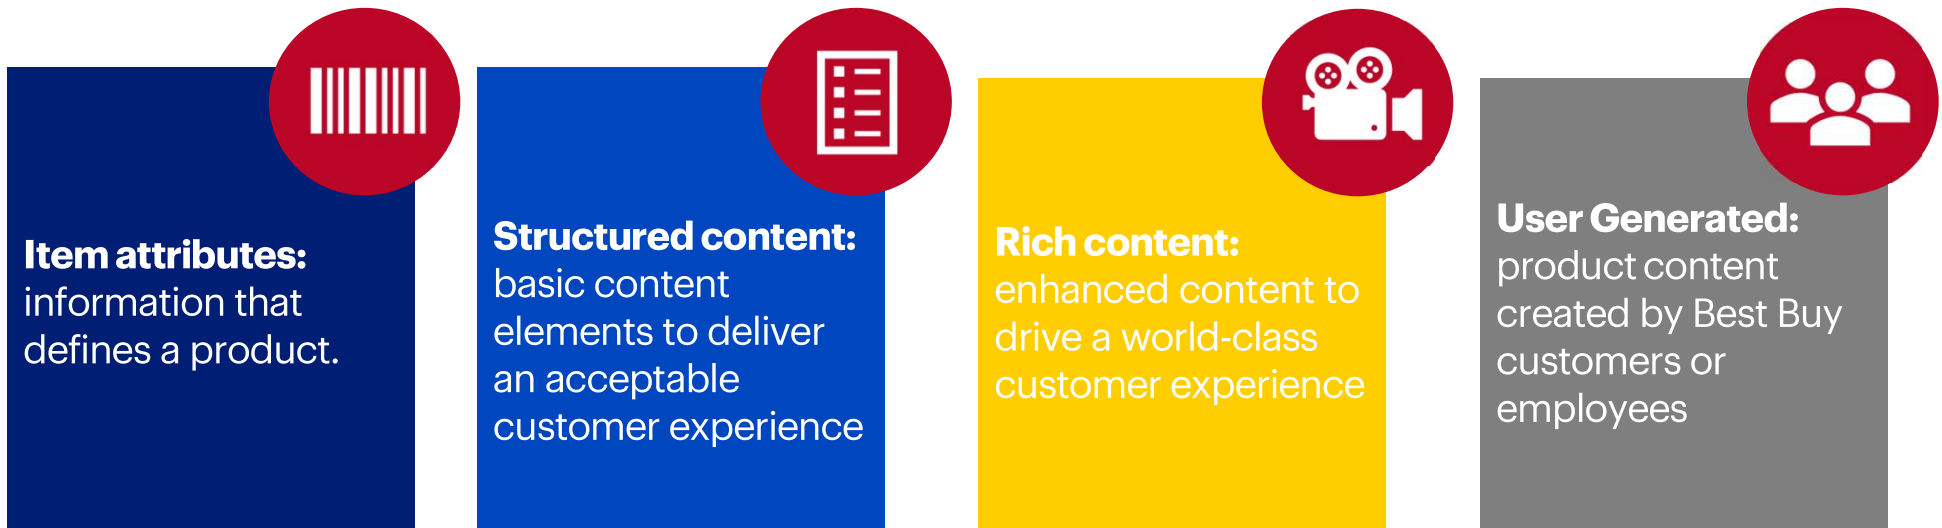 Item attributes:
information that
defines a product.
Structured content:
basic content
elements to deliver
an acceptable
customer experience
Rich content:
enhanced content to
drive a world-class
customer experience
User Generated:
product content
created by Best Buy
customers or
employees